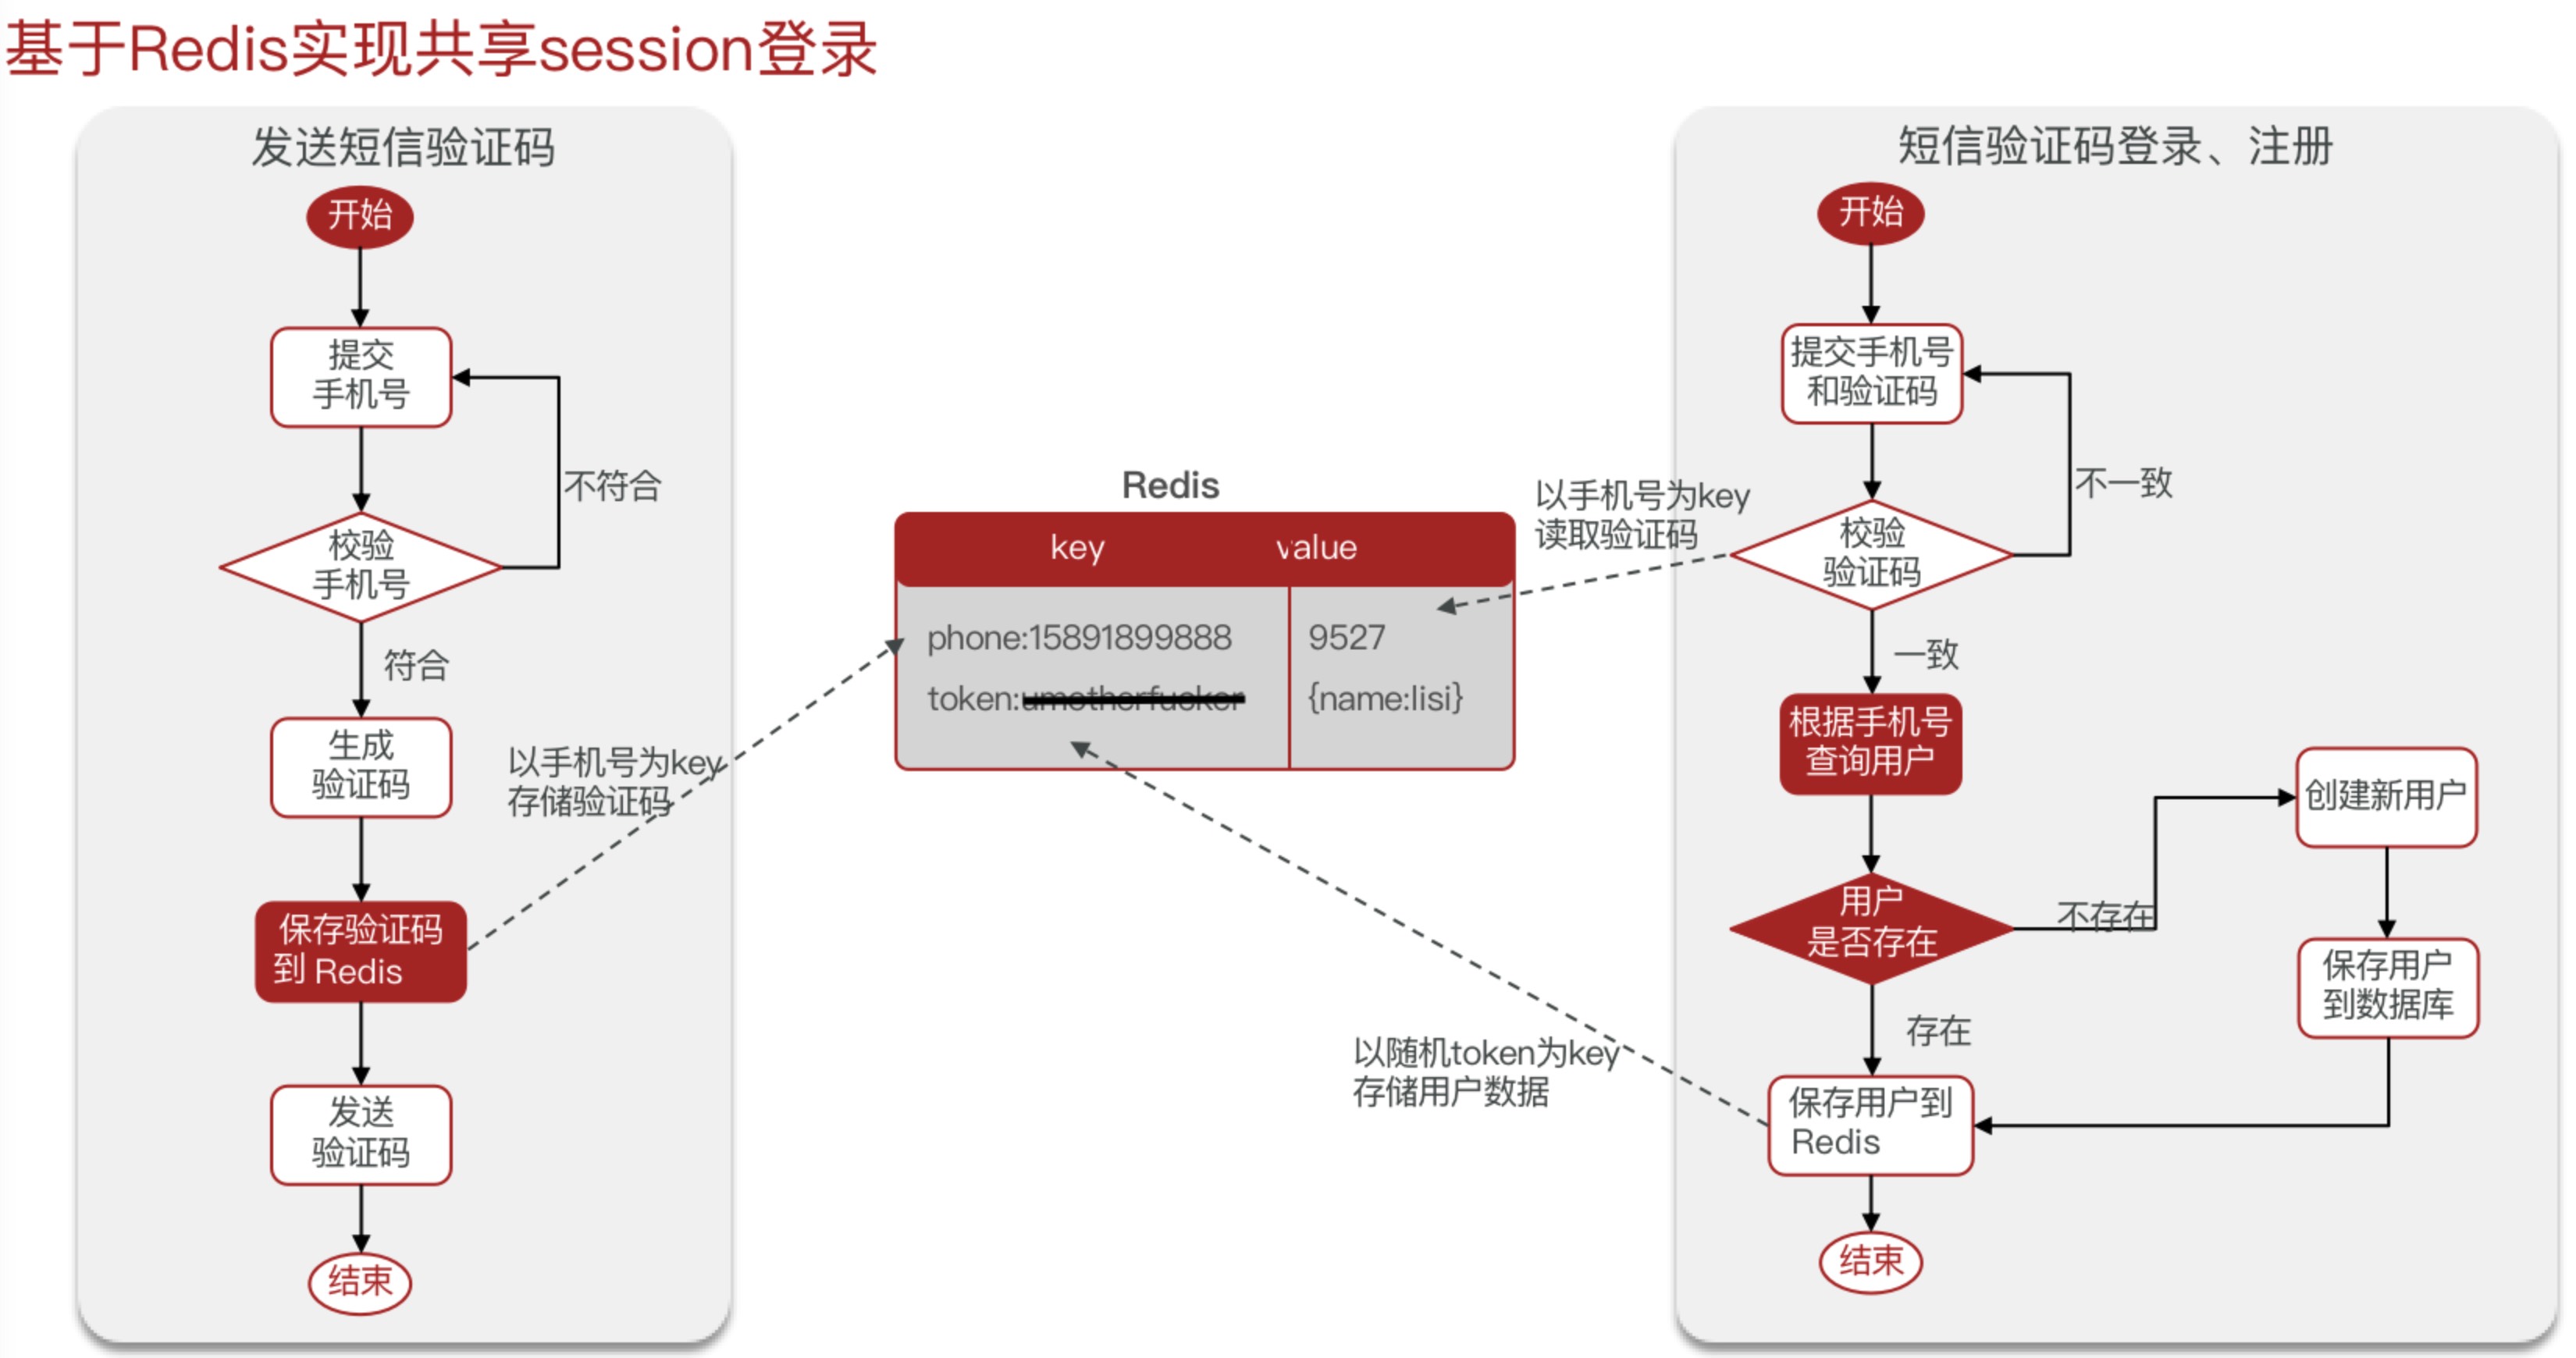 基于Redis实现共享session登录
发送短信验证码
开始
提交
手机号
不符合
校验
手机号
符合
生成
验证码
以手机号为key
存储验证码
保存验证码
到 Redis
发送
验证码
结束
Redis
key
value
phone:15891899888
9527
token:
{name:lisi}
以手机号为key
读取验证码
以随机token为key
存储用户数据
短信验证码登录、注册
开始
提交手机号
和验证码
不一致
校验
验证码
一致
根据手机号
查询用户
用户
是否存在
不存在
创建新用户
保存用户
到数据库
存在
保存用户到
Redis
结束